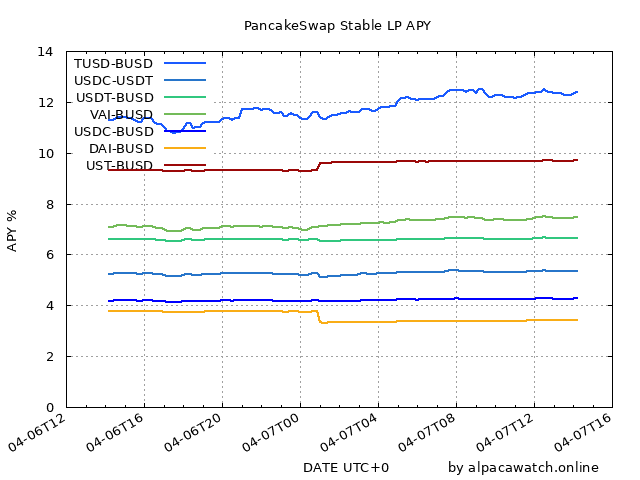 PancakeSwap Stable LP APY
14
12
10
8
6
4
2
0
APY %
TUSD-BUSD
USDC-USDT
USDT-BUSD
VAI-BUSD
USDC-BUSD
DAI-BUSD
UST-BUSD
04-06T12
04-06T16
04-06T20
04-07T00
04-07T04
04-07T08
04-07T12
04-07T16
DATE UTC+0
by alpacawatch.online